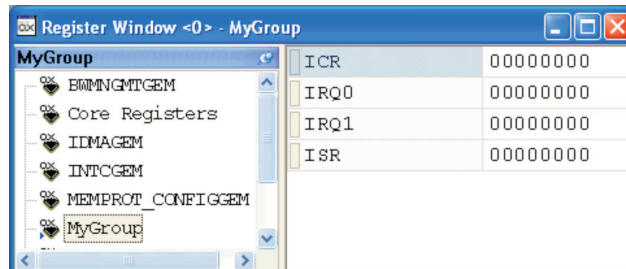 Register Window <0> - MyGroup
MyGroup
BWMNGMTGEM
Core Registers
IDMAGEM
INTCGEM
MEMPROT_CONFIGGEM
MyGroup
ICR 00000000
IRQ0 00000000
IRQ1 00000000
ISR 00000000